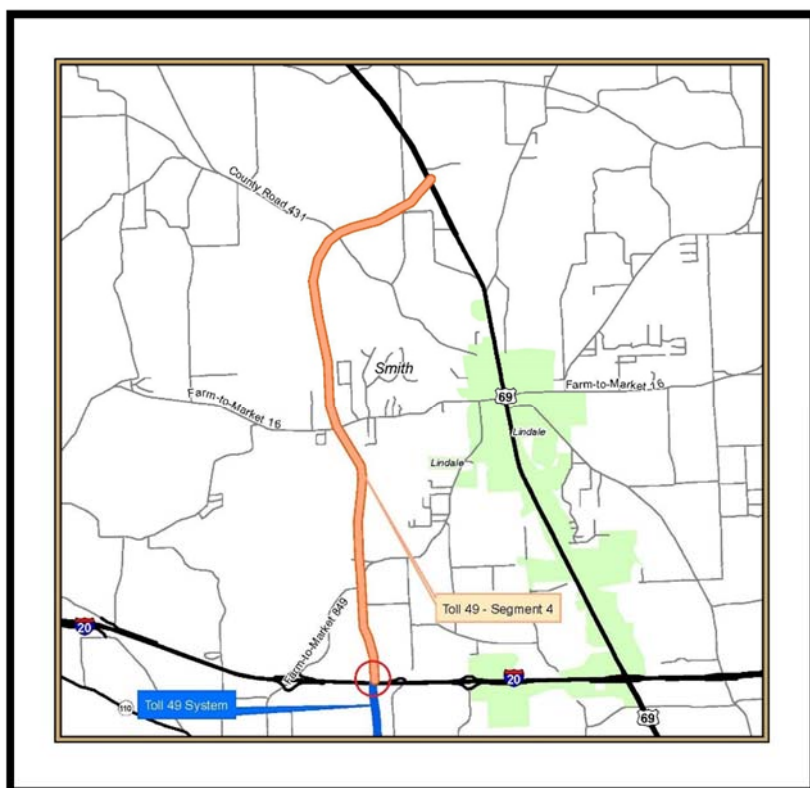 County Road 431
Smith
Farm-to-Market 16
Farm-to-Market 16
69
Lindale
Lindale
Toll 49 - Segment 4
Farm-to-Market 849
20
20
110
Toll 49 System
69